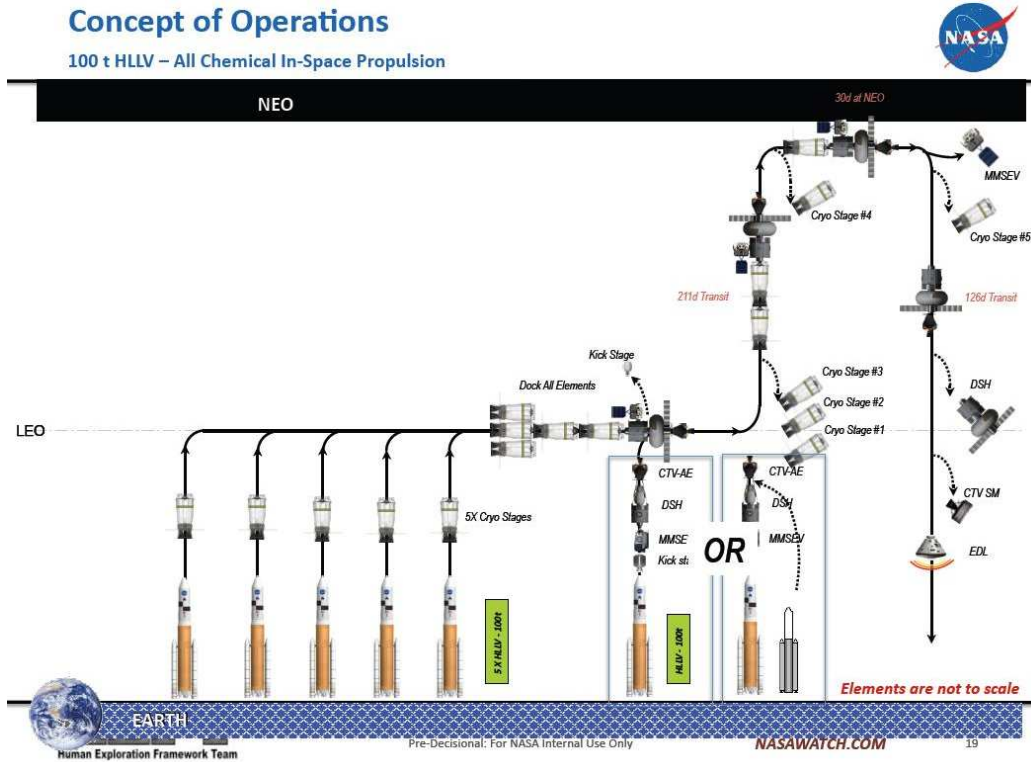 Concept of Operations
100 t HLLV – All Chemical In-Space Propulsion
NASA
NEO
30d at NEO
MMSEV
Cryo Stage #4
Cryo Stage #5
211d Transit
126d Transit
Kick Stage
Dock All Elements
Cryo Stage #3
Cryo Stage #2
Cryo Stage #1
DSH
LEO
CTV-AE
CTV-AE
DSH
DSH
CTV SM
5X Cryo Stages
MMSE
OR
MMSEV
EDL
Kick st
5 X HLLV - 100t
HLLV - 100t
Elements are not to scale
EARTH
Human Exploration Framework Team
Pre-Decisional: For NASA Internal Use Only
NASAWATCH.COM
19